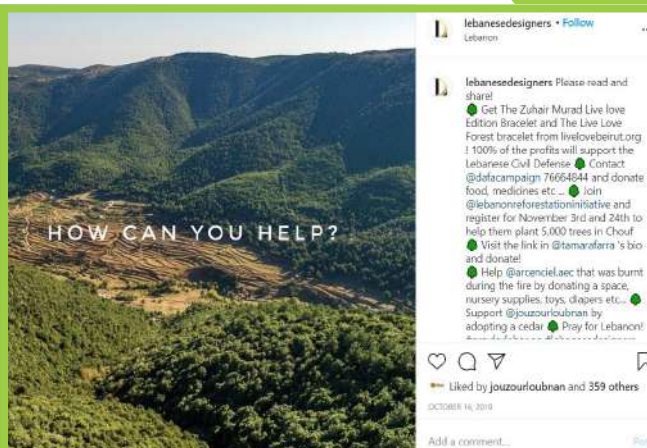 HOW CAN YOU HELP?
lebanesedesigners • Follow
Lebanon
lebanesedesigners Please read and
share!
Get The Zuhair Murad Live love
Edition Bracelet and The Live Love
Forest bracelet from livelovebeirut.org
! 100% of the profits will support the
Lebanese Civil Defense Contact
@dafacampaign 76664844 and donate
food, medicines etc ... Join
@lebanonreforestationinitiative and
register for November 3rd and 24th to
help them plant 5,000 trees in Chouf
Visit the link in @tamarafarra 's bio
and donate!
Help @arcenciel.aec that was burnt
during the fire by donating a space,
nursery supplies, toys, diapers etc...
Support @jouzourloubnan by
adopting a cedar Pray for Lebanon!
Liked by jouzourloubnan and 359 others
OCTOBER 16, 2019
Add a comment...